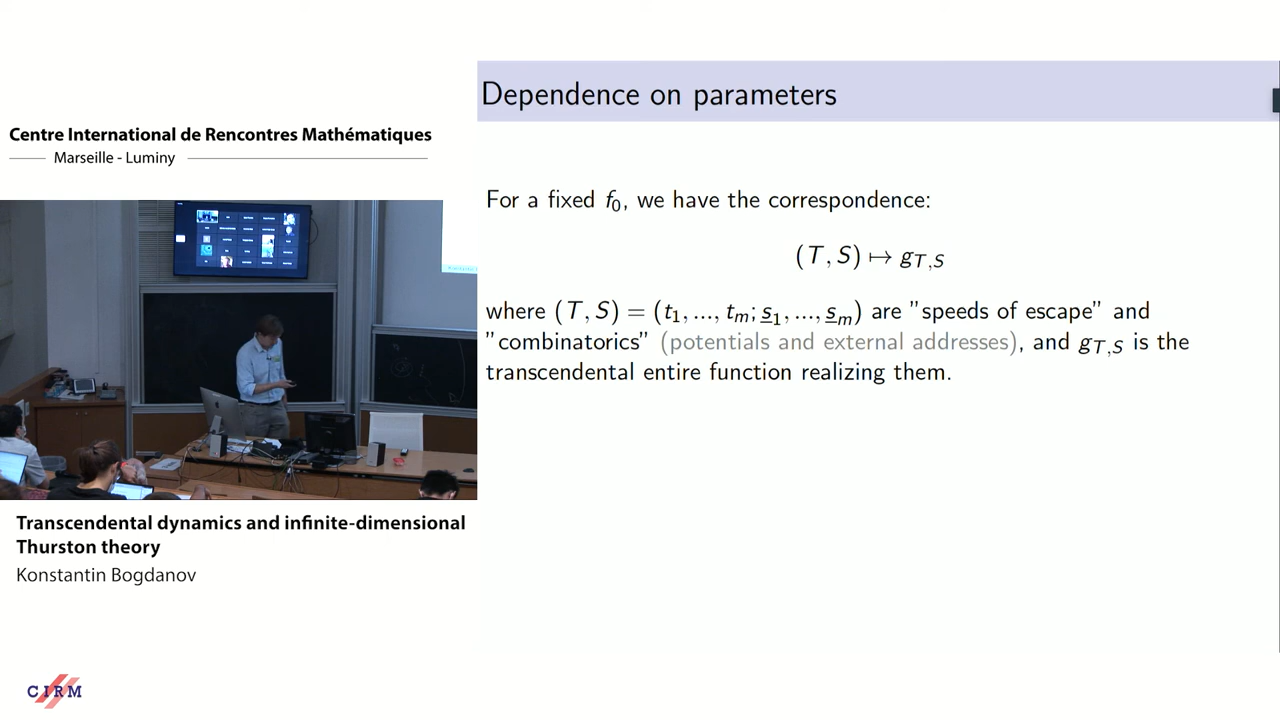 Centre International de Rencontres Mathématiques
Marseille - Luminy
Transcendental dynamics and infinite-dimensional
Thurston theory
Konstantin Bogdanov
CIRM
Dependence on parameters
For a fixed f₀, we have the correspondence:
(T, S) ↦ g_{T,S}
where (T, S) = (t₁, ..., tₘ; s̲₁, ..., s̲ₘ) are "speeds of escape" and
"combinatorics" (potentials and external addresses), and g_{T,S} is the
transcendental entire function realizing them.